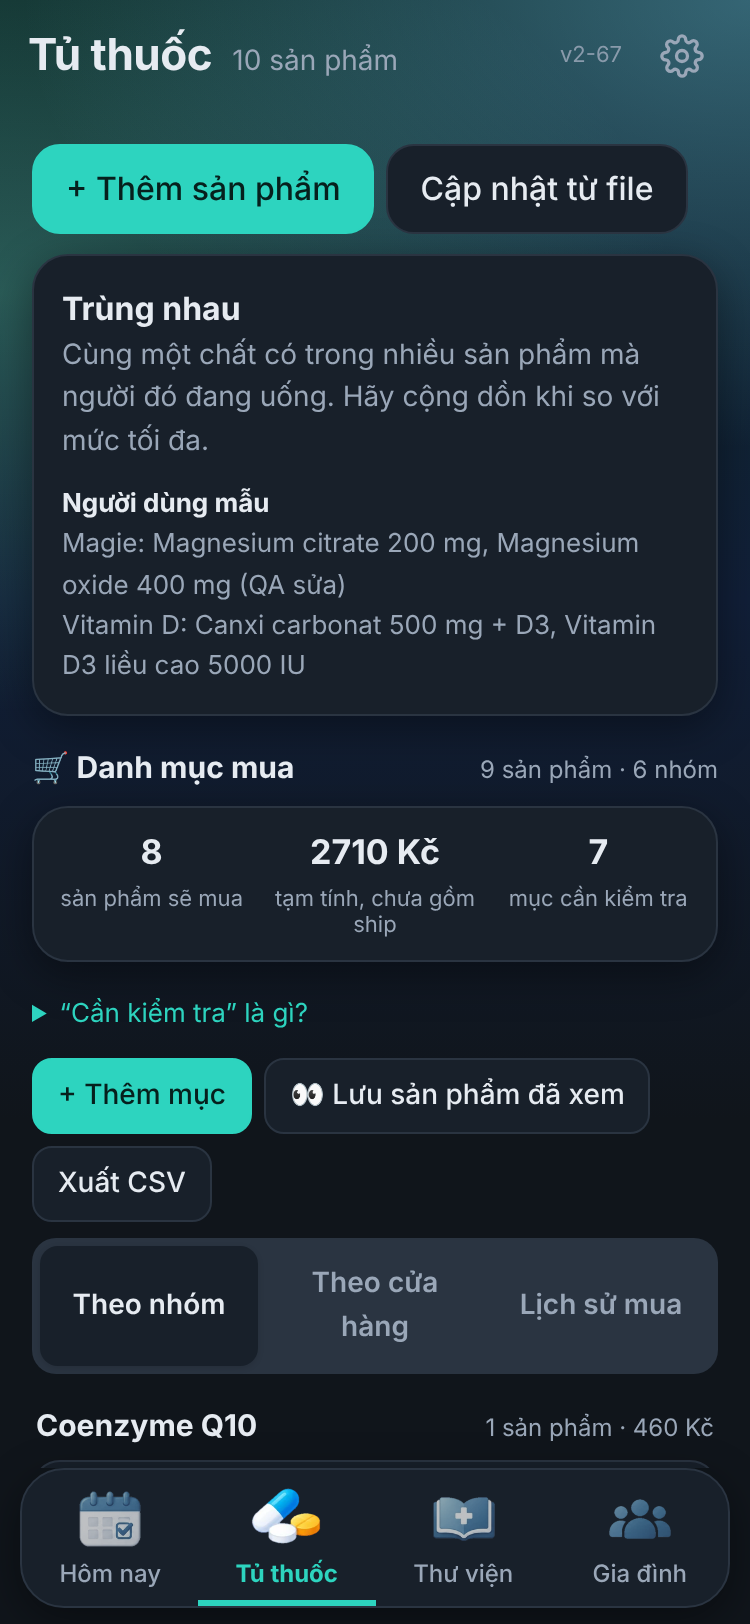 Tủ thuốc 10 sản phẩm v2-67
+ Thêm sản phẩm Cập nhật từ file
Trùng nhau
Cùng một chất có trong nhiều sản phẩm mà
người đó đang uống. Hãy cộng dồn khi so với
mức tối đa.
Người dùng mẫu
Magie: Magnesium citrate 200 mg, Magnesium
oxide 400 mg (QA sửa)
Vitamin D: Canxi carbonat 500 mg + D3, Vitamin
D3 liều cao 5000 IU
🛒 Danh mục mua 9 sản phẩm · 6 nhóm
8 2710 Kč 7
sản phẩm sẽ mua tạm tính, chưa gồm mục cần kiểm tra
ship
▶ “Cần kiểm tra” là gì?
+ Thêm mục 👀 Lưu sản phẩm đã xem
Xuất CSV
Theo nhóm Theo cửa Lịch sử mua
hàng
Coenzyme Q10 1 sản phẩm · 460 Kč
Hôm nay Tủ thuốc Thư viện Gia đình